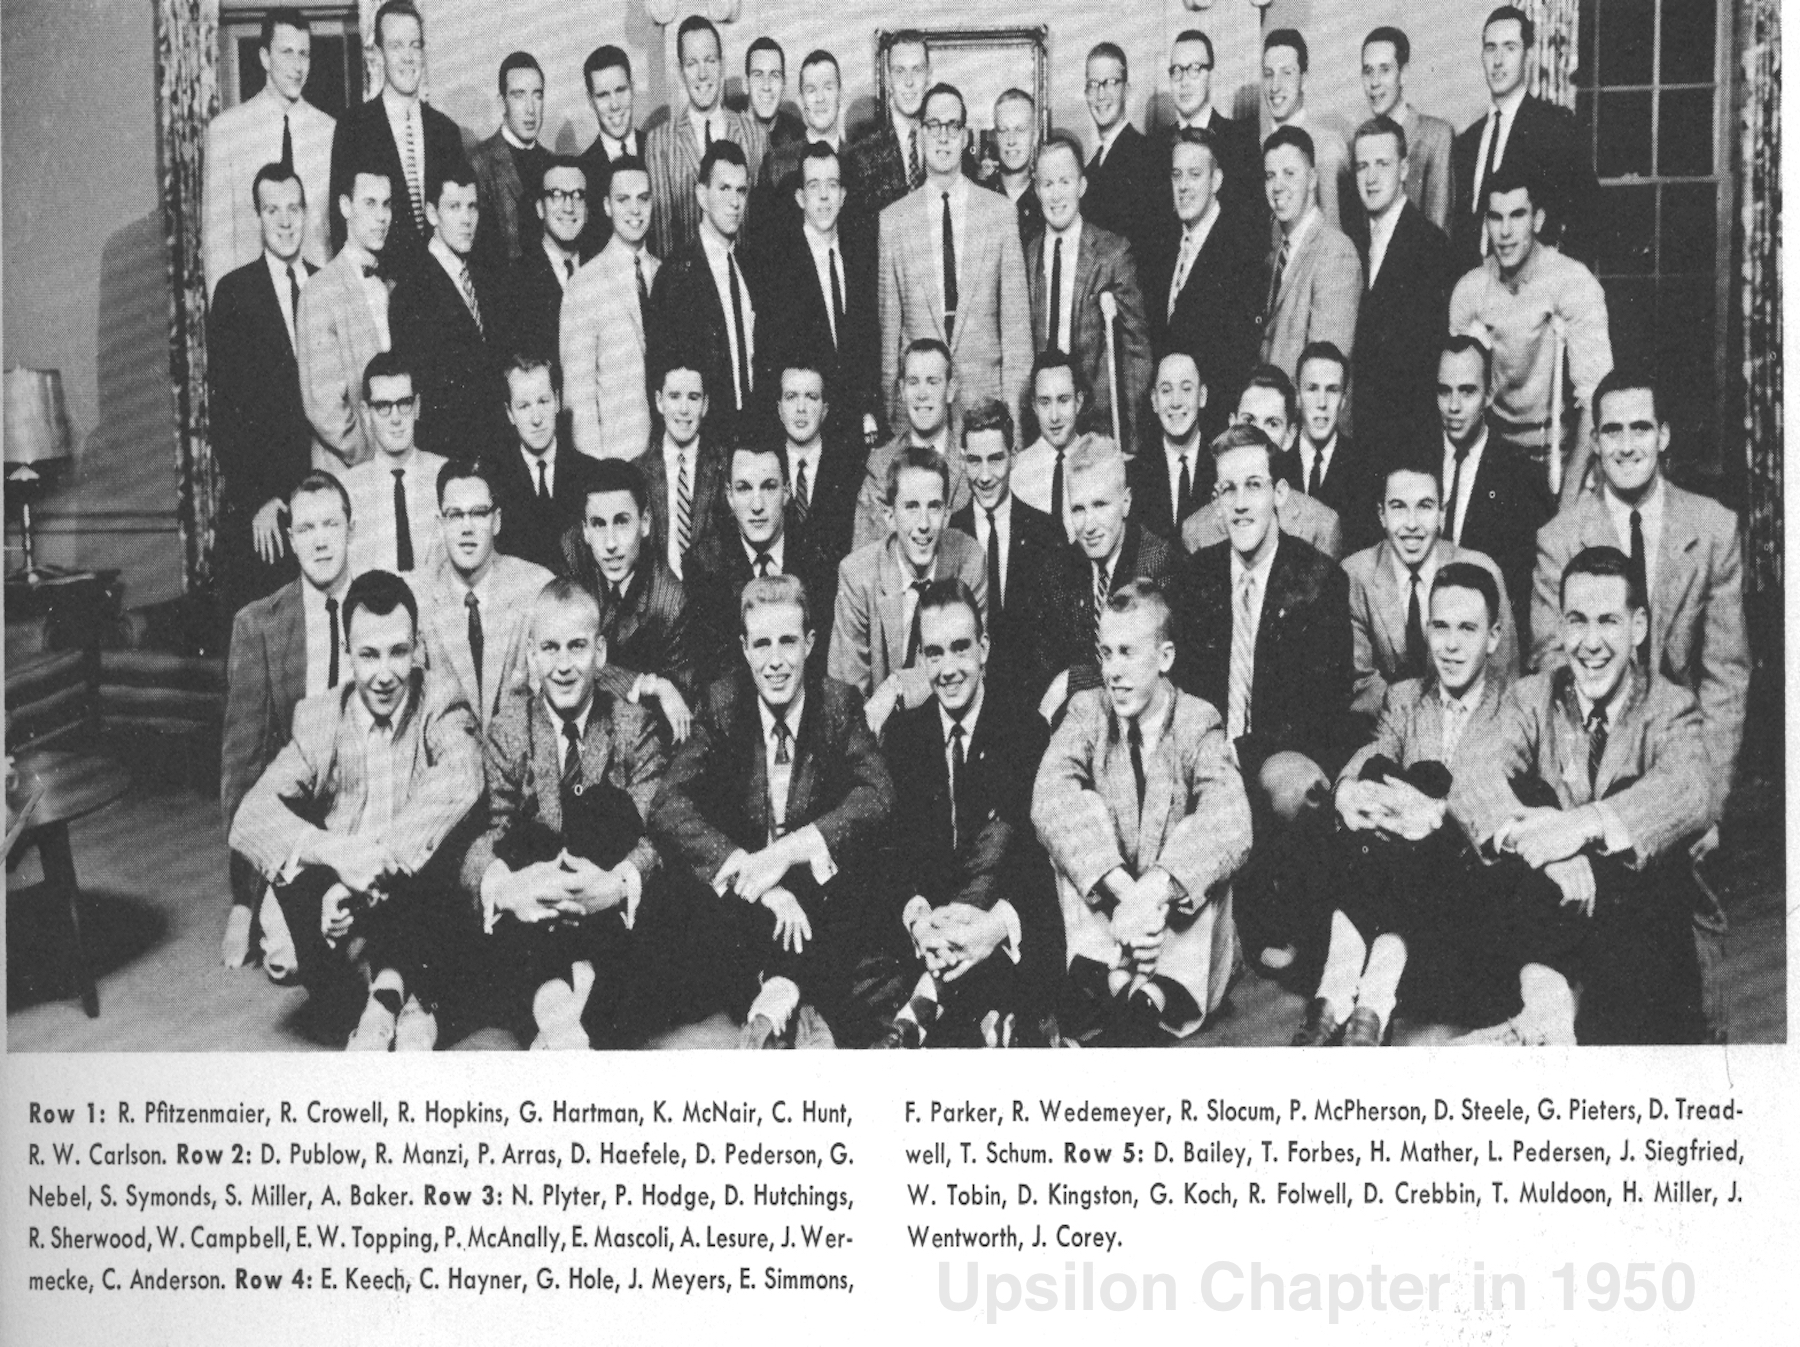 Row 1: R. Pfitzenmaier, R. Crowell, R. Hopkins, G. Hartman, K. McNair, C. Hunt,
R. W. Carlson. Row 2: D. Publow, R. Manzi, P. Arras, D. Haefele, D. Pederson, G.
Nebel, S. Symonds, S. Miller, A. Baker. Row 3: N. Plyter, P. Hodge, D. Hutchings,
R. Sherwood, W. Campbell, E. W. Topping, P. McAnally, E. Mascoli, A. Lesure, J. Wer-
mecke, C. Anderson. Row 4: E. Keech, C. Hayner, G. Hole, J. Meyers, E. Simmons,
F. Parker, R. Wedemeyer, R. Slocum, P. McPherson, D. Steele, G. Pieters, D. Tread-
well, T. Schum. Row 5: D. Bailey, T. Forbes, H. Mather, L. Pedersen, J. Siegfried,
W. Tobin, D. Kingston, G. Koch, R. Folwell, D. Crebbin, T. Muldoon, H. Miller, J.
Wentworth, J. Corey.
Upsilon Chapter in 1950